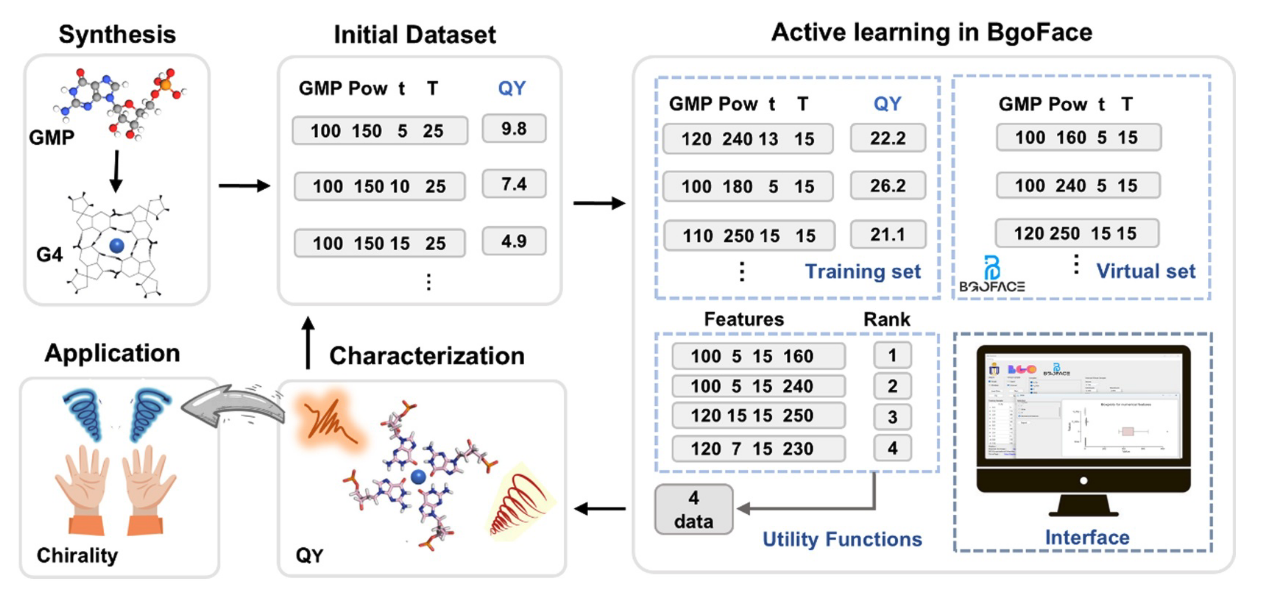 Synthesis
GMP
G4
Initial Dataset
GMP Pow t T QY
100 150 5 25 9.8
100 150 10 25 7.4
100 150 15 25 4.9
⋮
Active learning in BgoFace
GMP Pow t T QY
120 240 13 15 22.2
100 180 5 15 26.2
110 250 15 15 21.1
⋮
Training set
GMP Pow t T
100 160 5 15
100 240 5 15
120 250 15 15
⋮
BGOFACE
Virtual set
Features Rank
100 5 15 160 1
100 5 15 240 2
120 15 15 250 3
120 7 15 230 4
4
data
Utility Functions
BGOFACE
Interface
Application
Chirality
Characterization
QY